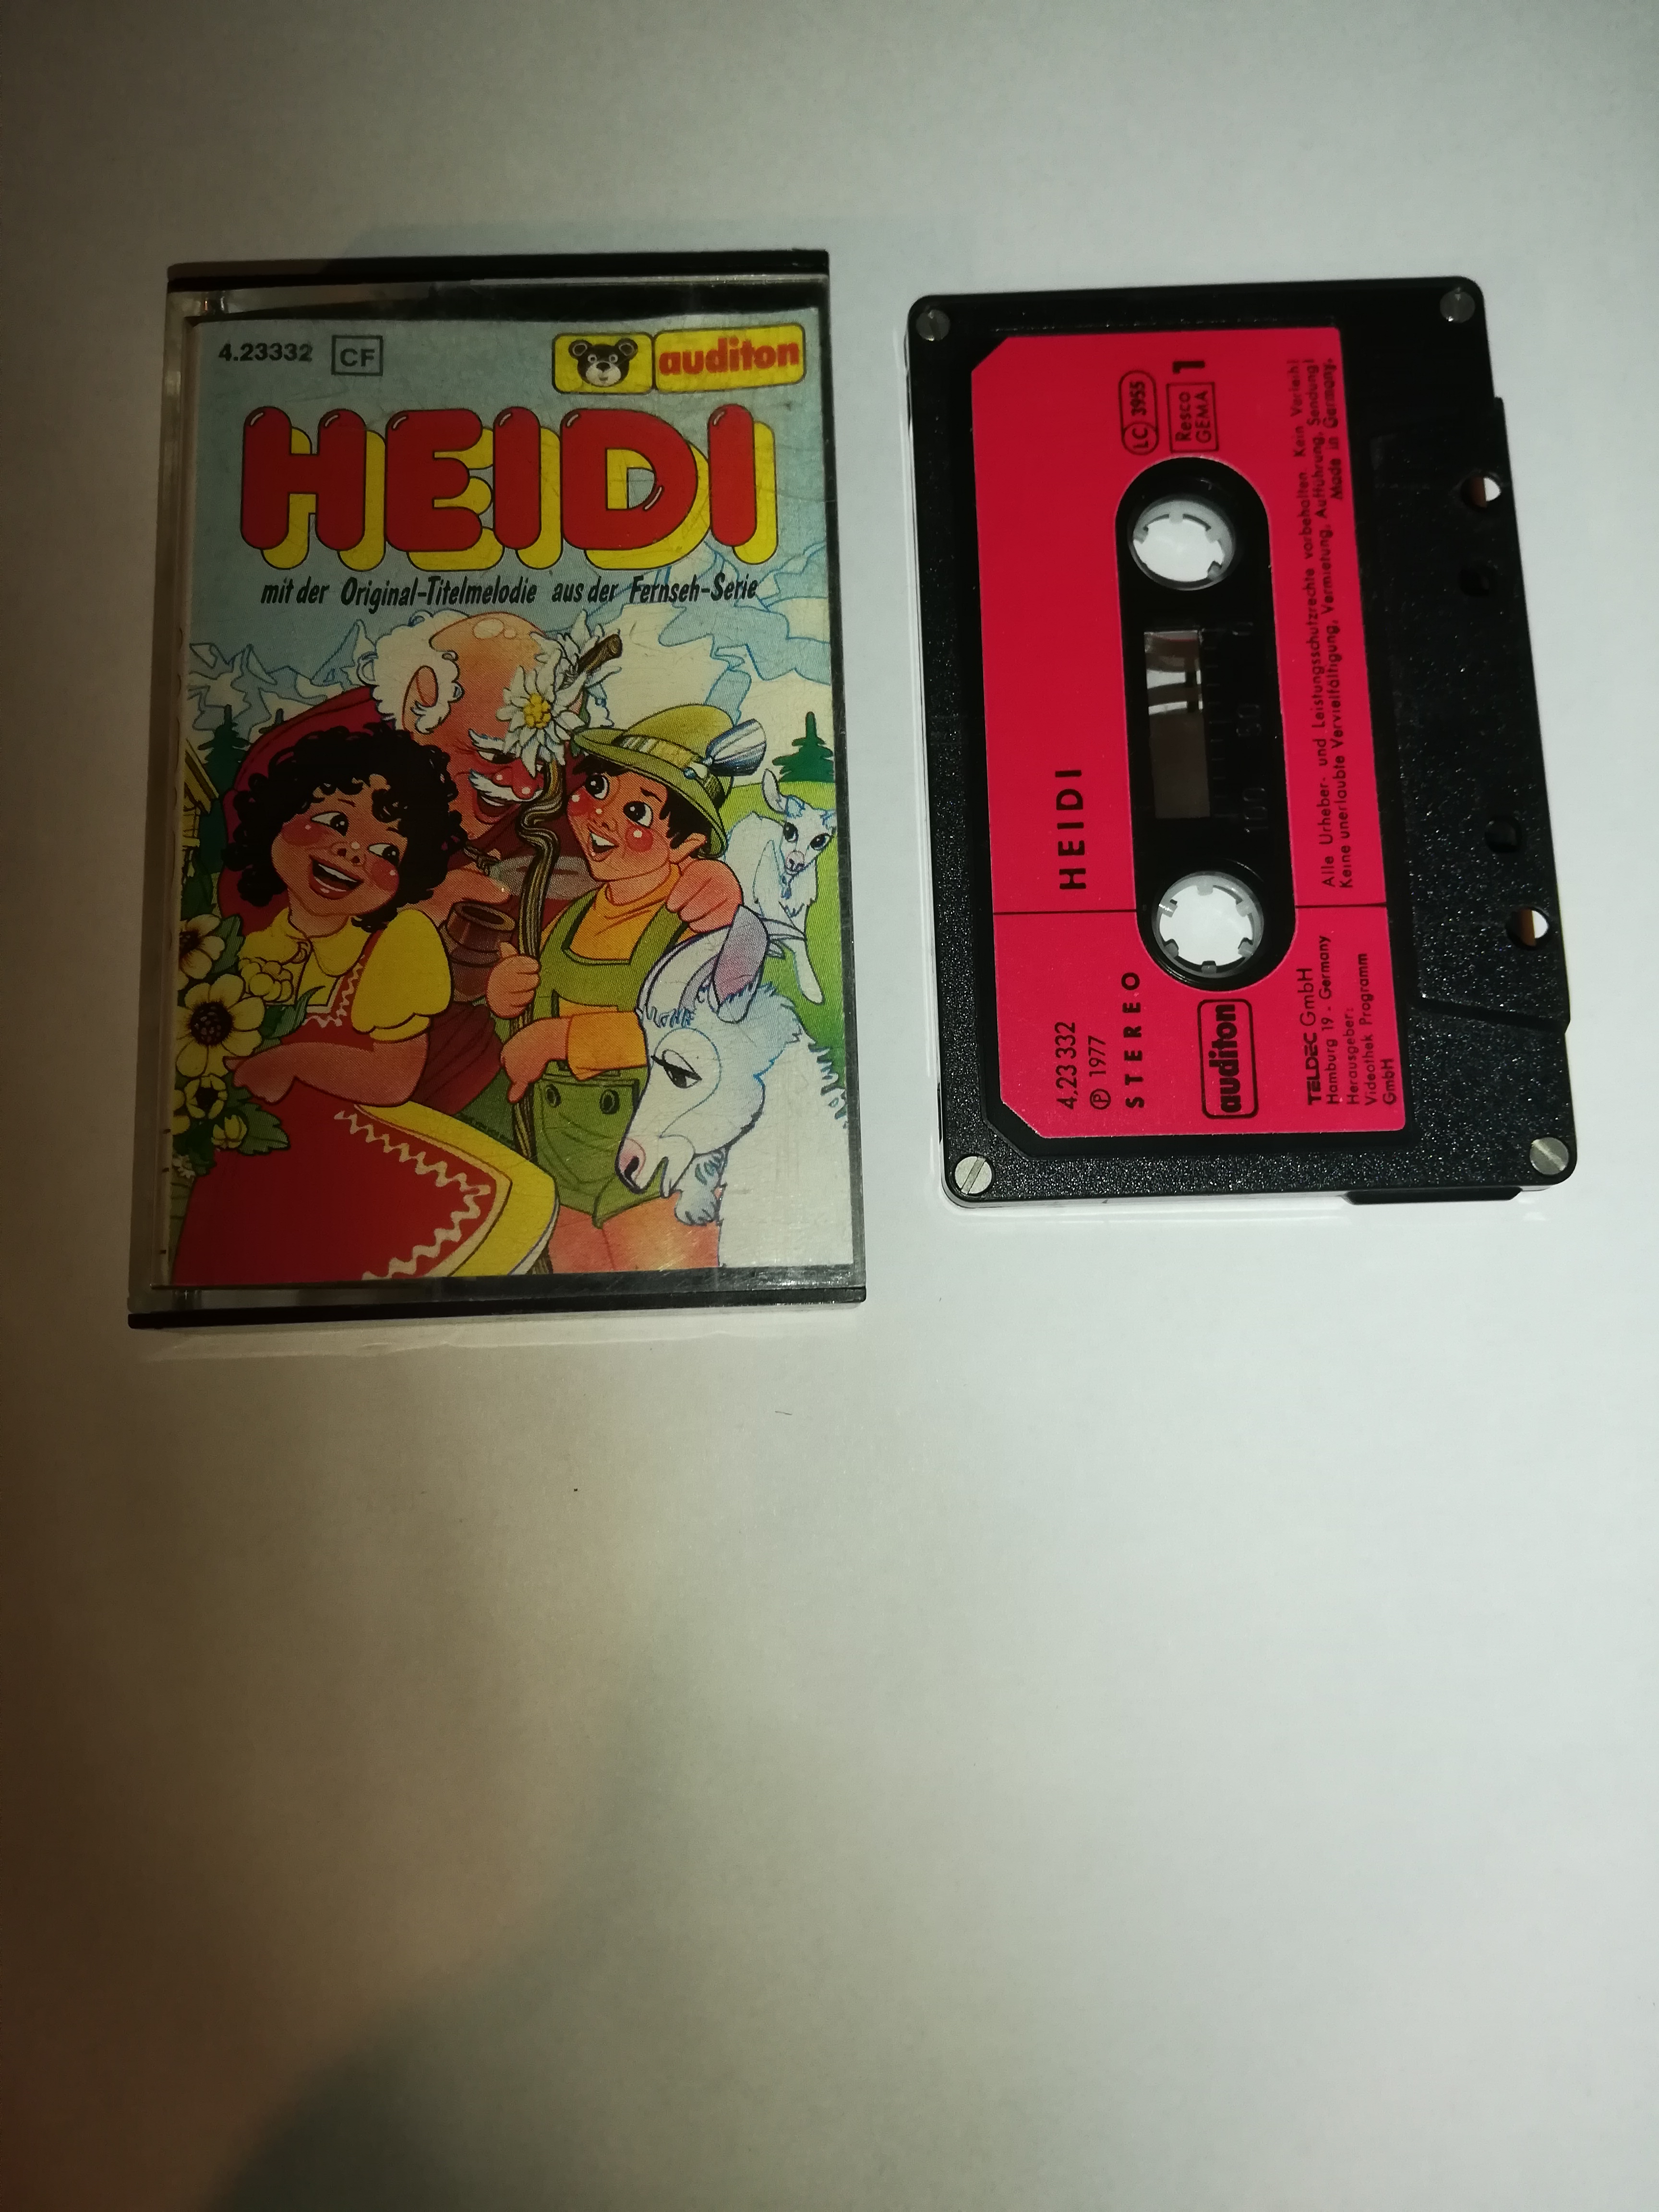 4.23332 CF
auditon
HEIDI
mit der Original-Titelmelodie aus der Fernseh-Serie
LC 3955
Resco
GEMA
1
HEIDI
4.23 332
Ⓟ 1977
STEREO
auditon
TELDEC GmbH
Hamburg 19 - Germany
Herausgeber:
Videothek Programm
GmbH
Alle Urheber- und Leistungsschutzrechte vorbehalten Kein Verleih!
Keine unerlaubte Vervielfältigung, Vermietung, Aufführung, Sendung!
Made in Germany.
100 50